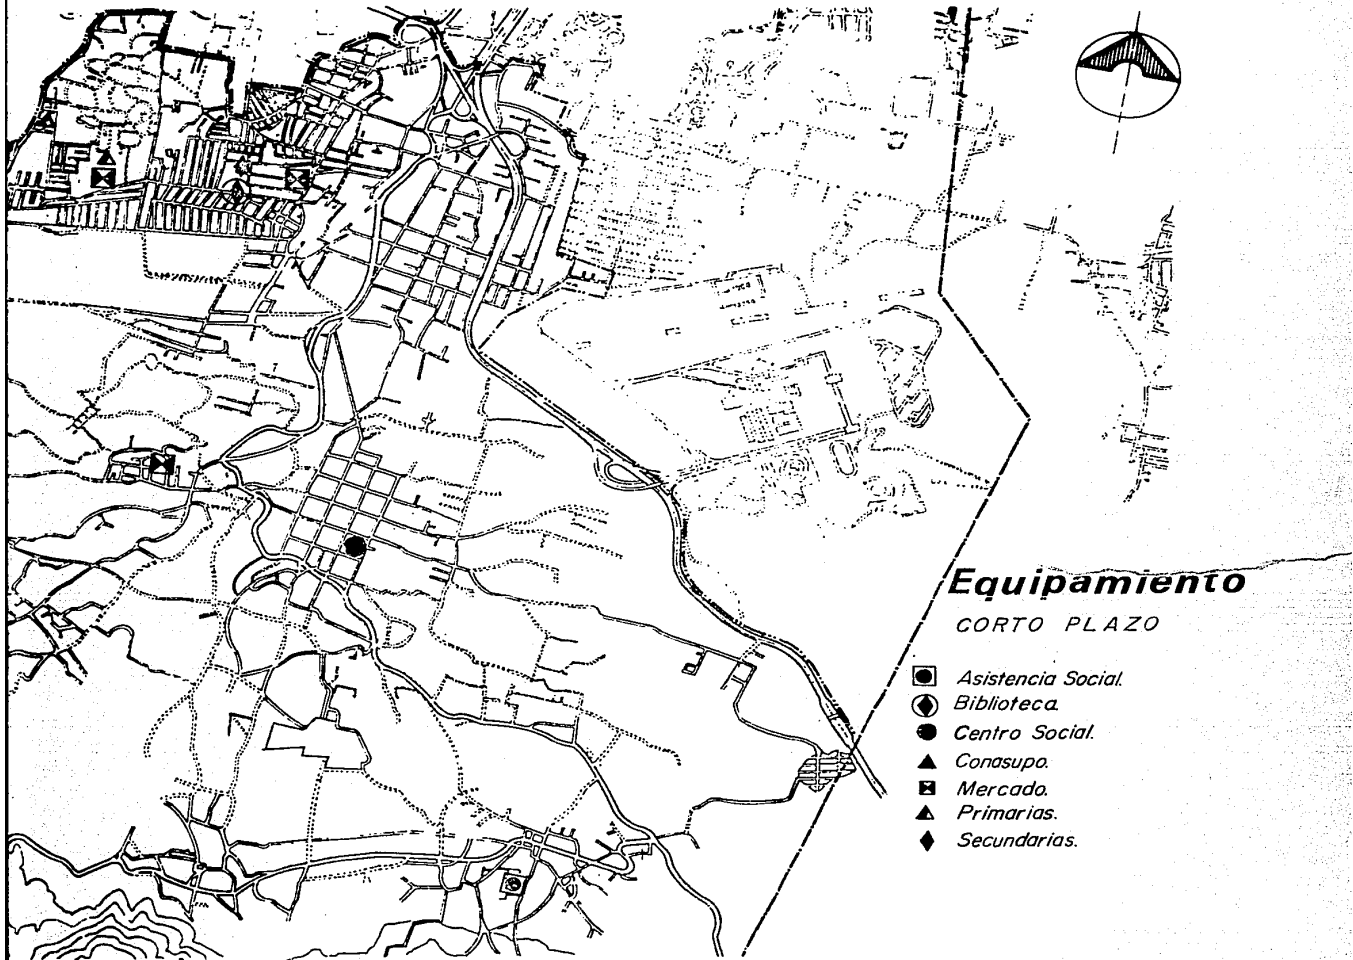 Equipamiento
CORTO PLAZO
Asistencia Social.
Biblioteca.
Centro Social.
Conasupo.
Mercado.
Primarias.
Secundarias.